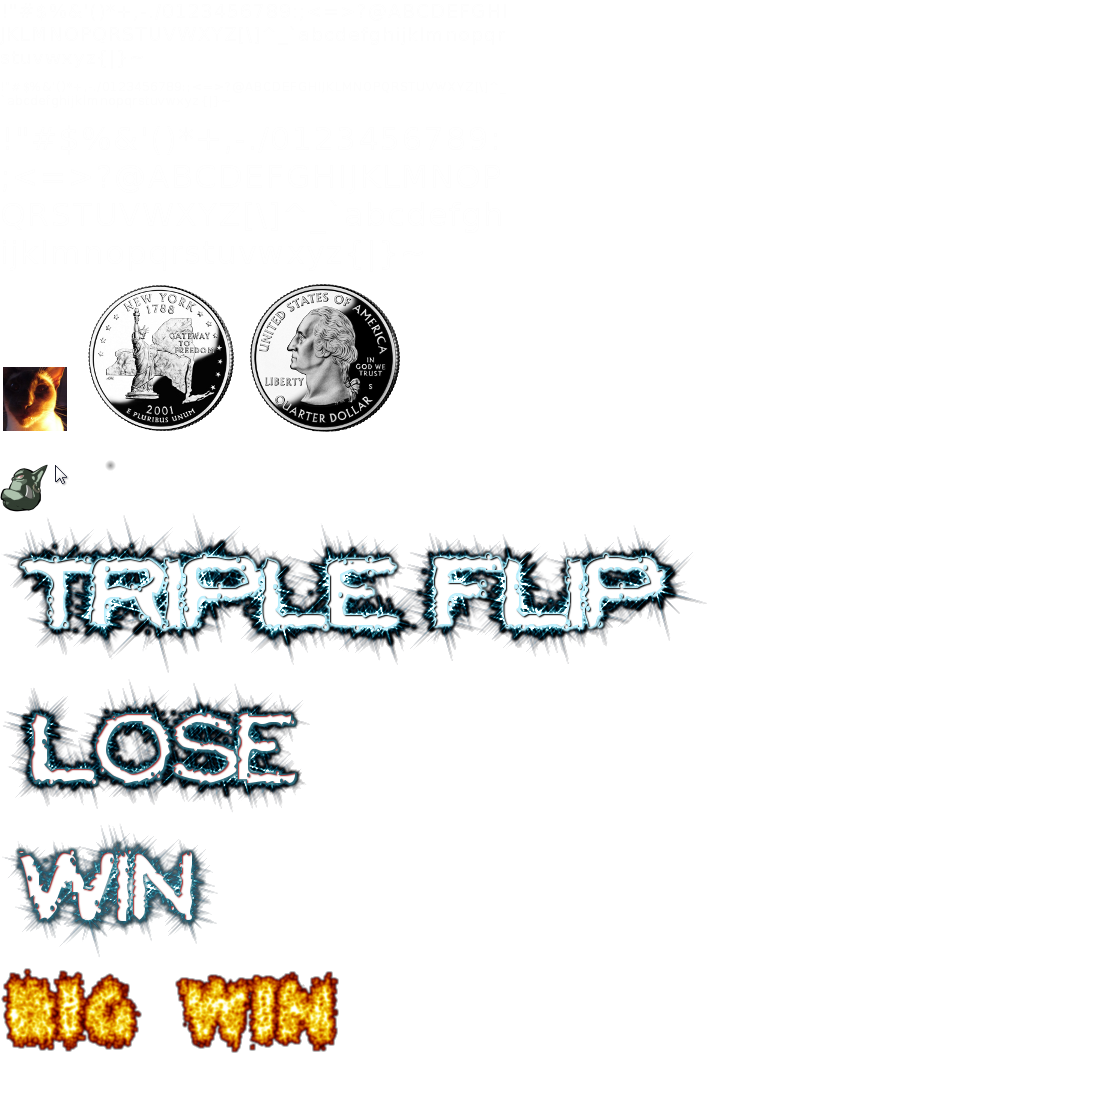 NEW YORK
1788
GATEWAY
TO
FREEDOM
2001
E PLURIBUS UNUM
UNITED STATES OF AMERICA
IN
GOD WE
TRUST
LIBERTY
S
QUARTER DOLLAR
TRIPLE FLIP
LOSE
WIN
BIG WIN